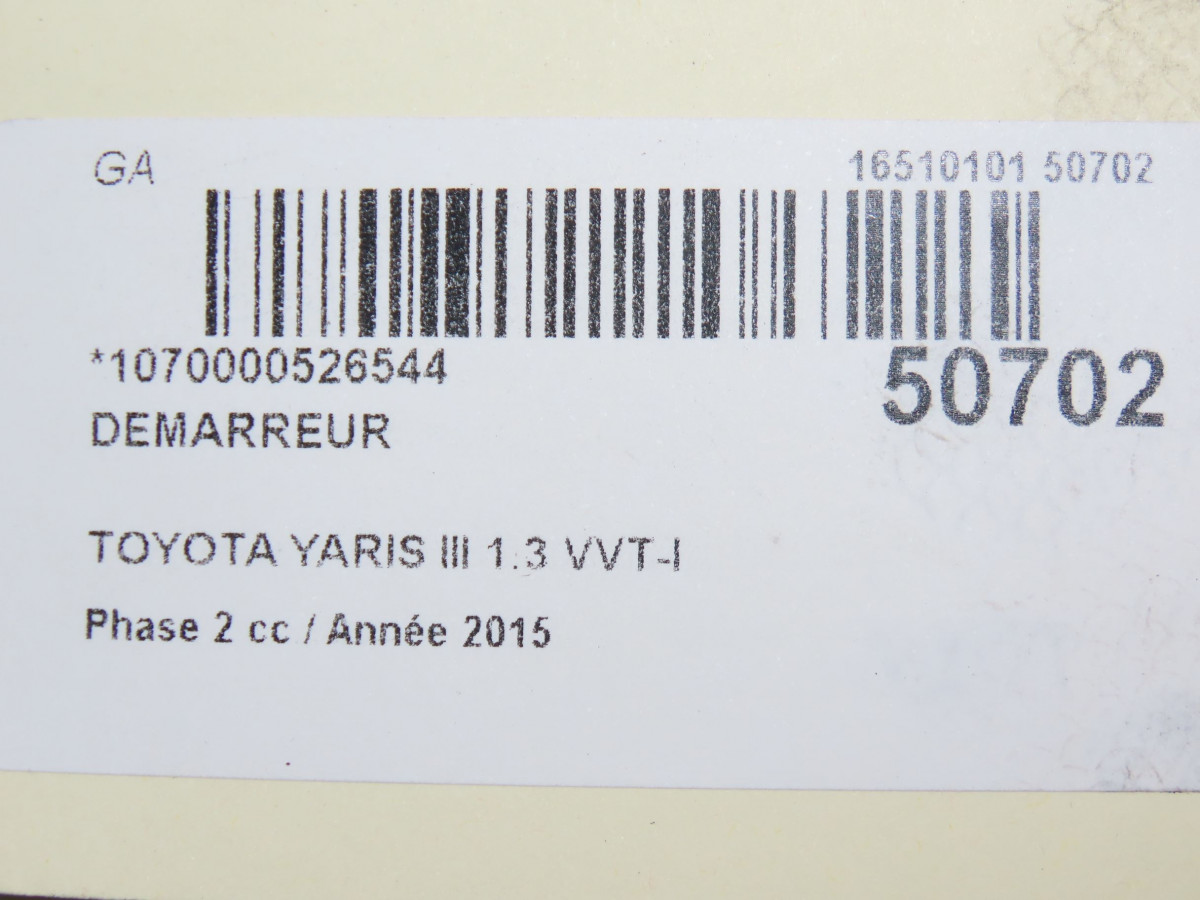 GA 16510101 50702
*1070000526544 50702
DEMARREUR
TOYOTA YARIS III 1.3 VVT-I
Phase 2 cc / Année 2015